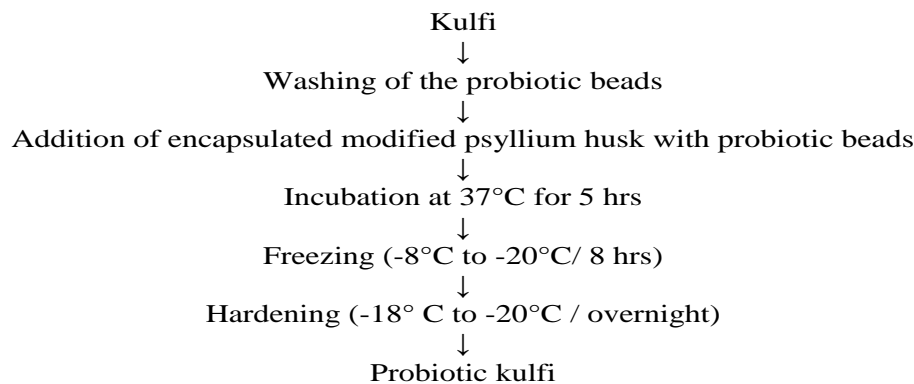 Kulfi
↓
Washing of the probiotic beads
↓
Addition of encapsulated modified psyllium husk with probiotic beads
↓
Incubation at 37°C for 5 hrs
↓
Freezing (-8°C to -20°C/ 8 hrs)
↓
Hardening (-18° C to -20°C / overnight)
↓
Probiotic kulfi